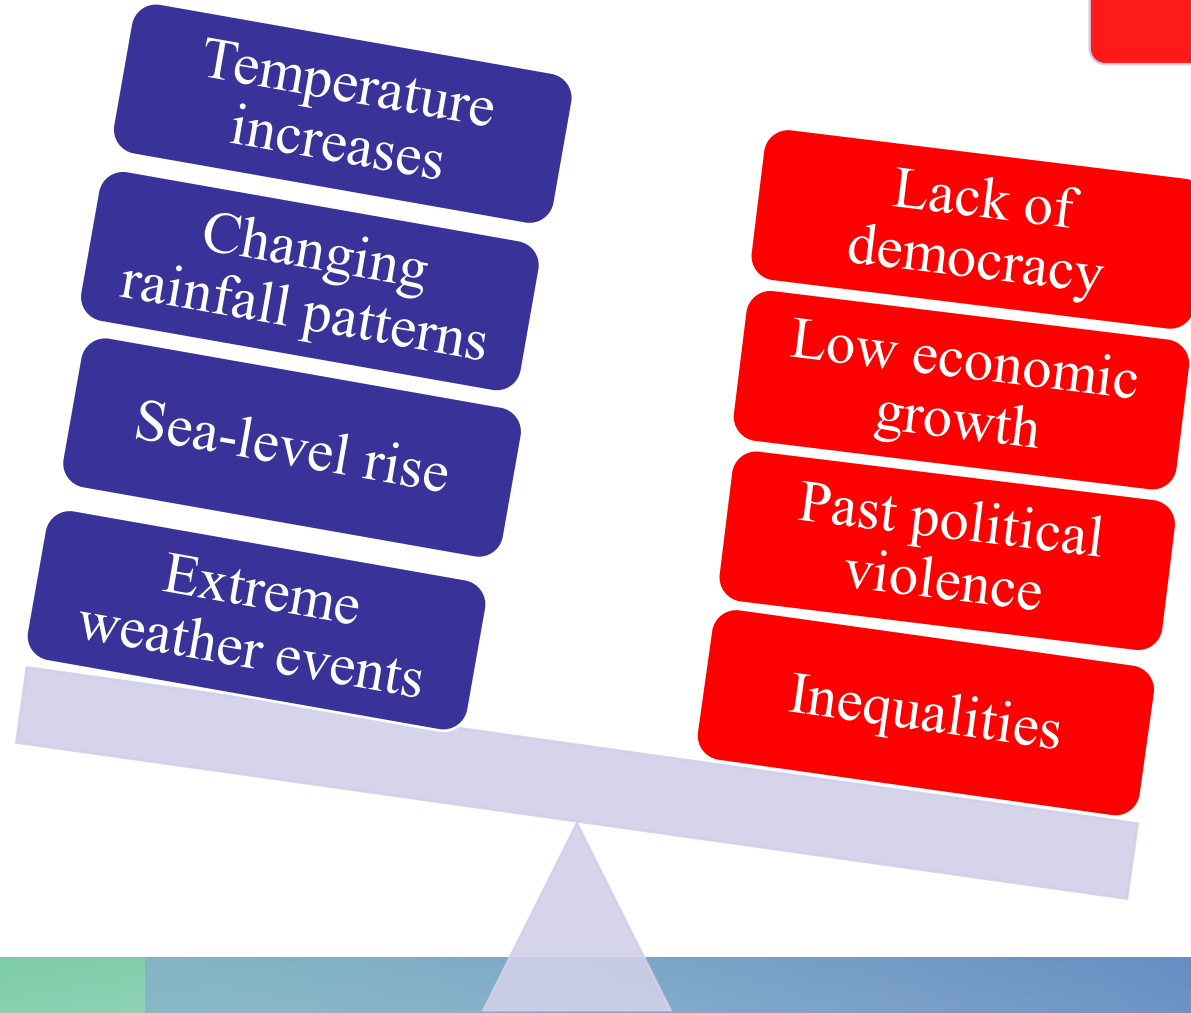 Temperature
increases
Changing
rainfall patterns
Sea-level rise
Extreme
weather events
Lack of
democracy
Low economic
growth
Past political
violence
Inequalities